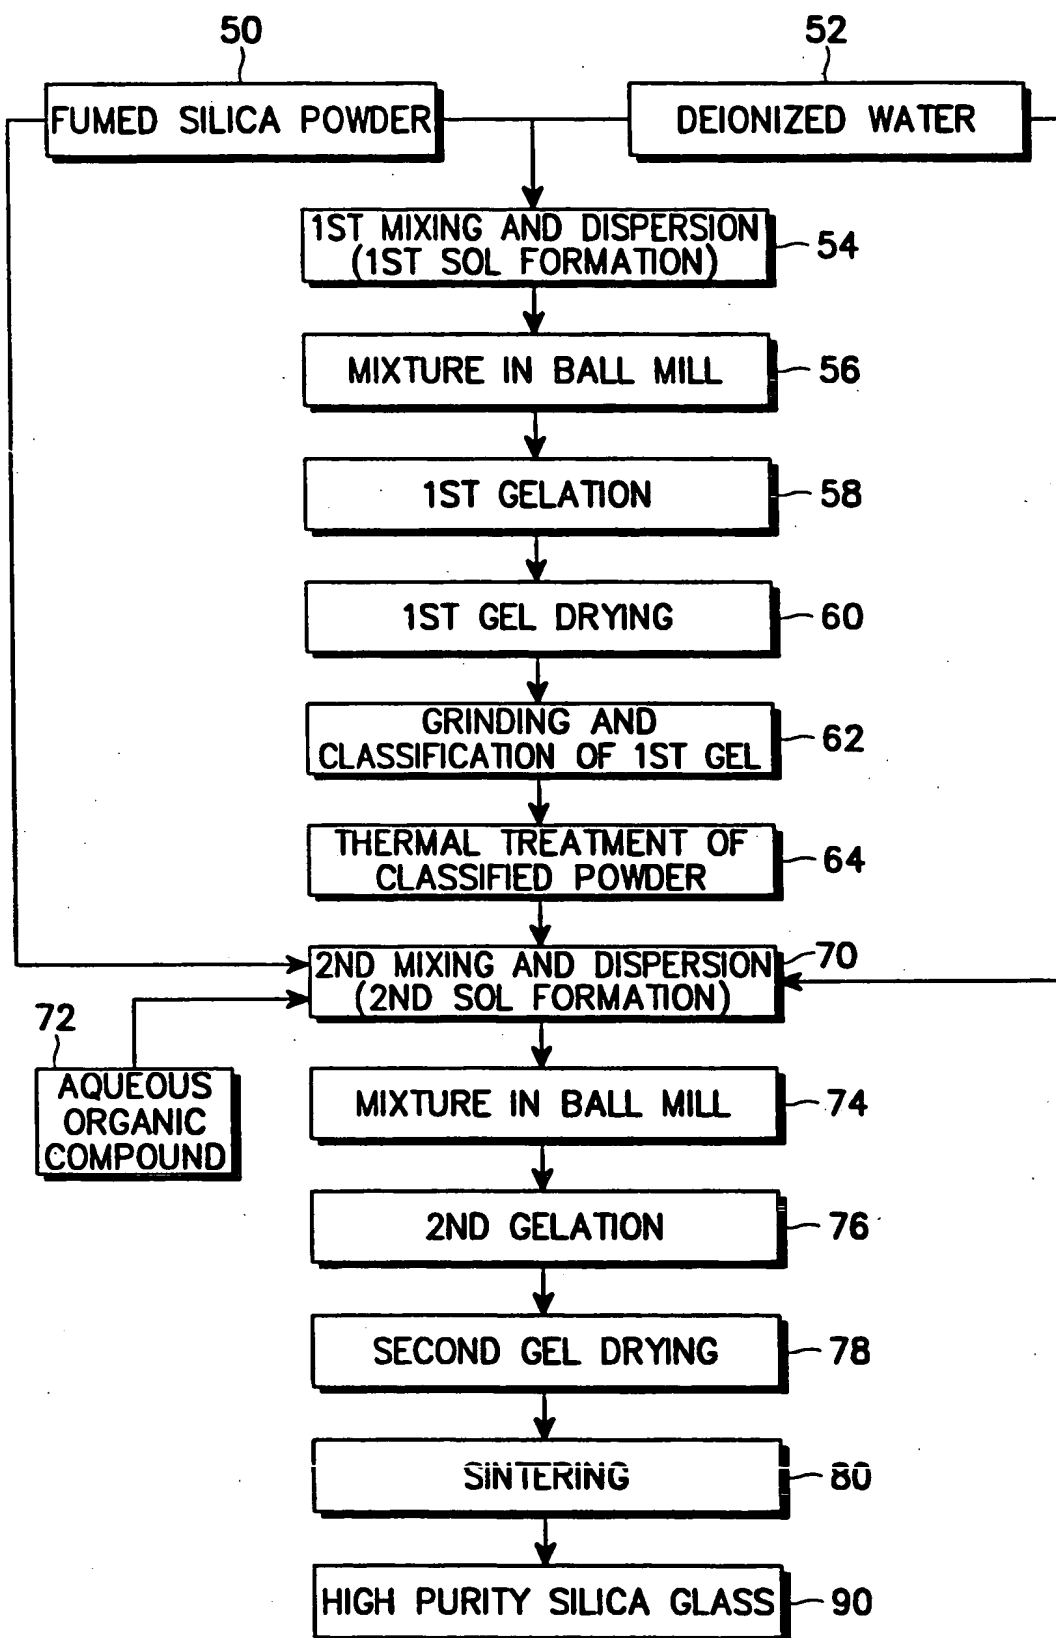 50
52
FUMED SILICA POWDER
DEIONIZED WATER
1ST MIXING AND DISPERSION
(1ST SOL FORMATION)
54
MIXTURE IN BALL MILL
56
1ST GELATION
58
1ST GEL DRYING
60
GRINDING AND
CLASSIFICATION OF 1ST GEL
62
THERMAL TREATMENT OF
CLASSIFIED POWDER
64
2ND MIXING AND DISPERSION
(2ND SOL FORMATION)
70
72
AQUEOUS
ORGANIC
COMPOUND
MIXTURE IN BALL MILL
74
2ND GELATION
76
SECOND GEL DRYING
78
SINTERING
80
HIGH PURITY SILICA GLASS
90